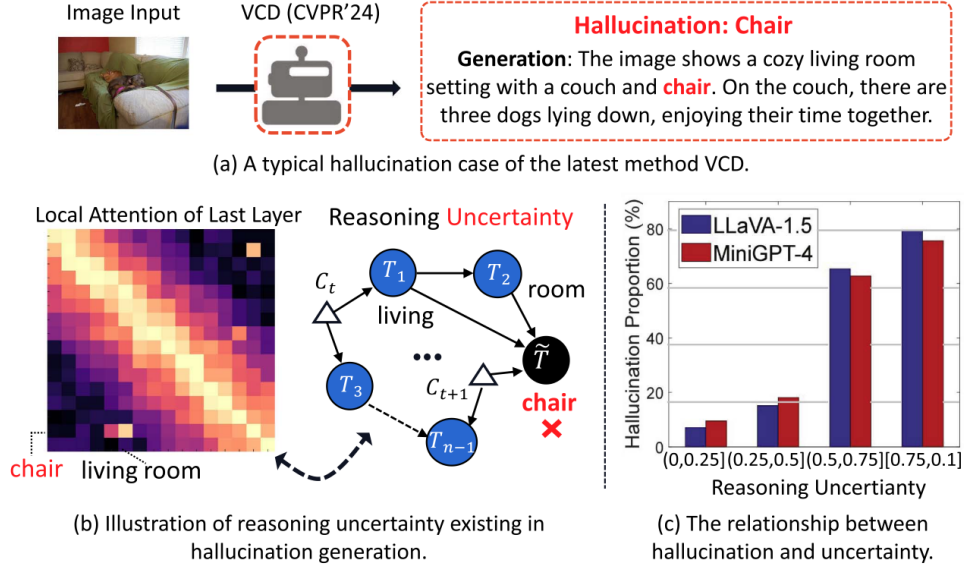 Image Input
VCD (CVPR'24)
Hallucination: Chair
Generation: The image shows a cozy living room
setting with a couch and chair. On the couch, there are
three dogs lying down, enjoying their time together.
(a) A typical hallucination case of the latest method VCD.
Local Attention of Last Layer
chair
living room
Reasoning Uncertainty
C_t
T_1
T_2
living
room
T_3
...
C_{t+1}
T̃
chair
T_{n-1}
(b) Illustration of reasoning uncertainty existing in
hallucination generation.
Hallucination Proportion (%)
80
60
40
20
0
LLaVA-1.5
MiniGPT-4
(0,0.25] (0.25,0.5] (0.5,0.75] [0.75,0.1]
Reasoning Uncertianty
(c) The relationship between
hallucination and uncertainty.